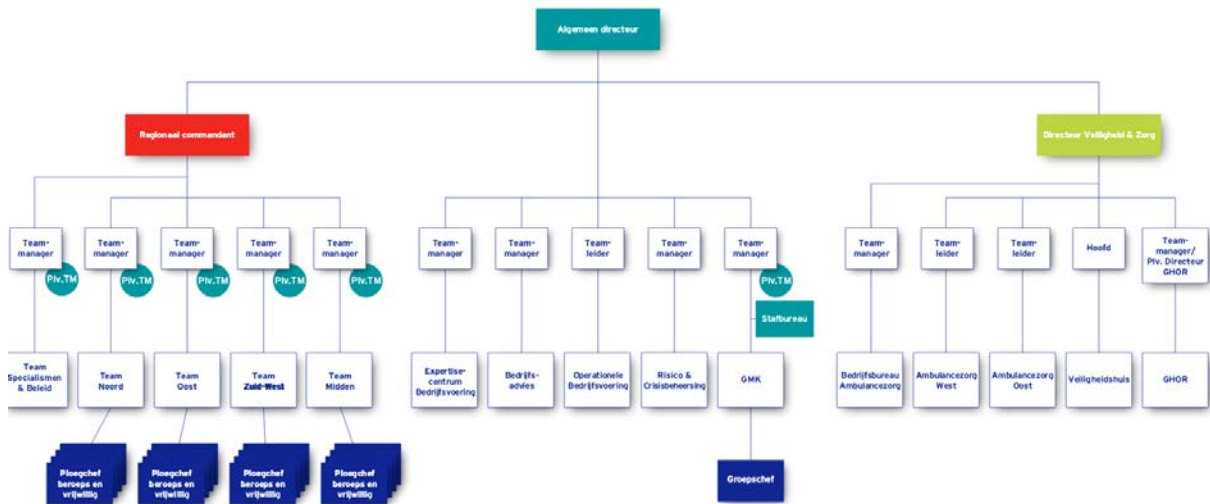 Algemeen directeur
Regionaal commandant
Directeur Veiligheid & Zorg
Team-
manager
Plv.TM
Team-
manager
Plv.TM
Team-
manager
Plv.TM
Team-
manager
Plv.TM
Team-
manager
Plv.TM
Team-
manager
Team-
manager
Team-
leider
Team-
manager
Team-
manager
Plv.TM
Team-
manager
Team-
leider
Team-
leider
Hoofd
Team-
manager/
Plv. Directeur
GHOR
Stafbureau
Team
Specialismen
& Beleid
Team
Noord
Team
Oost
Team
Zuid-West
Team
Midden
Expertise-
centrum
Bedrijfsvoering
Bedrijfs-
advies
Operationele
Bedrijfsvoering
Risico &
Crisisbeheersing
GMK
Bedrijfsbureau
Ambulancezorg
Ambulancezorg
West
Ambulancezorg
Oost
Veiligheidshuis
GHOR
Ploegchef
beroeps en
vrijwillig
Ploegchef
beroeps en
vrijwillig
Ploegchef
beroeps en
vrijwillig
Ploegchef
beroeps en
vrijwillig
Groepschef